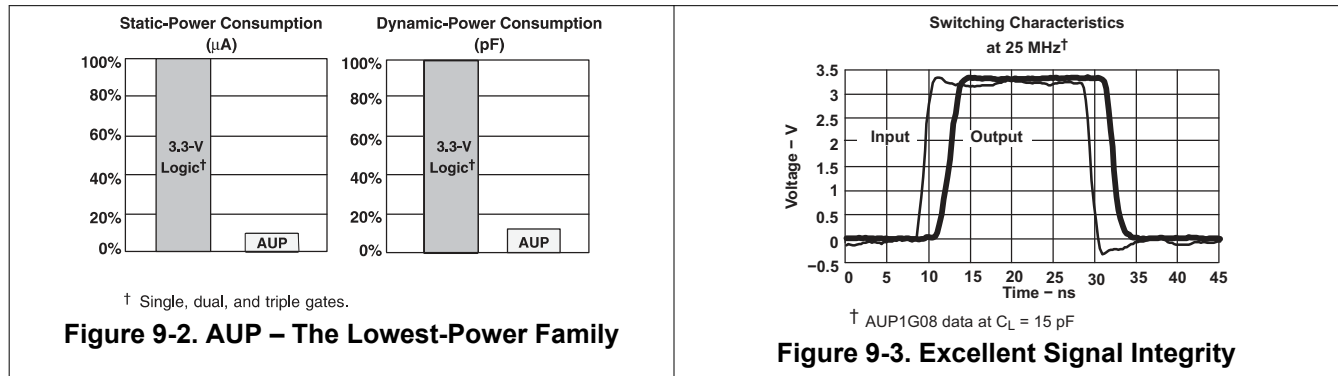 Static-Power Consumption
(µA)
100%
80%
60%
40%
20%
0%
3.3-V
Logic†
AUP
Dynamic-Power Consumption
(pF)
100%
80%
60%
40%
20%
0%
3.3-V
Logic†
AUP
† Single, dual, and triple gates.
Figure 9-2. AUP – The Lowest-Power Family
Switching Characteristics
at 25 MHz†
Voltage – V
3.5
3
2.5
2
1.5
1
0.5
0
−0.5
Input
Output
0 5 10 15 20 25 30 35 40 45
Time – ns
† AUP1G08 data at CL = 15 pF
Figure 9-3. Excellent Signal Integrity